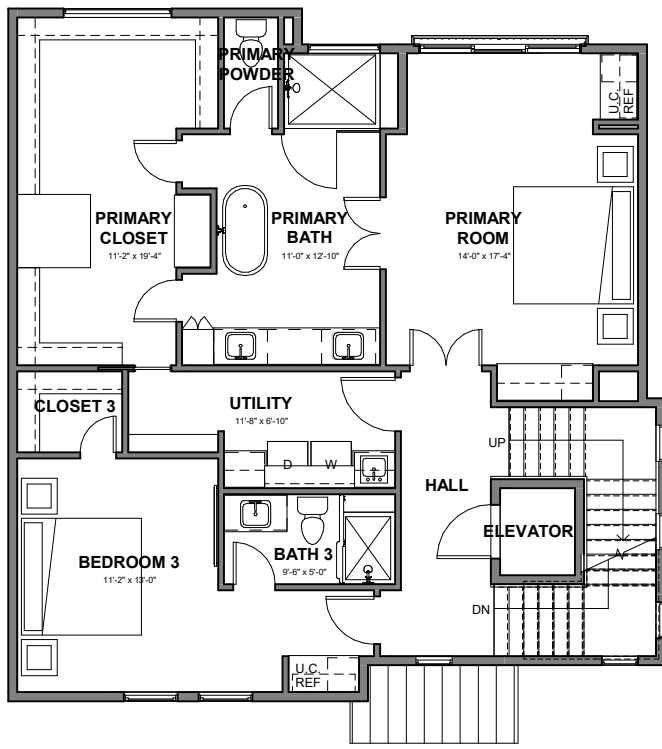 PRIMARY
POWDER
U.C.
REF
PRIMARY
CLOSET
11'-2" x 19'-4"
PRIMARY
BATH
11'-0" x 12'-10"
PRIMARY
ROOM
14'-0" x 17'-4"
CLOSET 3
UTILITY
11'-8" x 6'-10"
D
W
UP
HALL
ELEVATOR
BEDROOM 3
11'-2" x 13'-0"
BATH 3
9'-6" x 5'-0"
DN
U.C.
REF